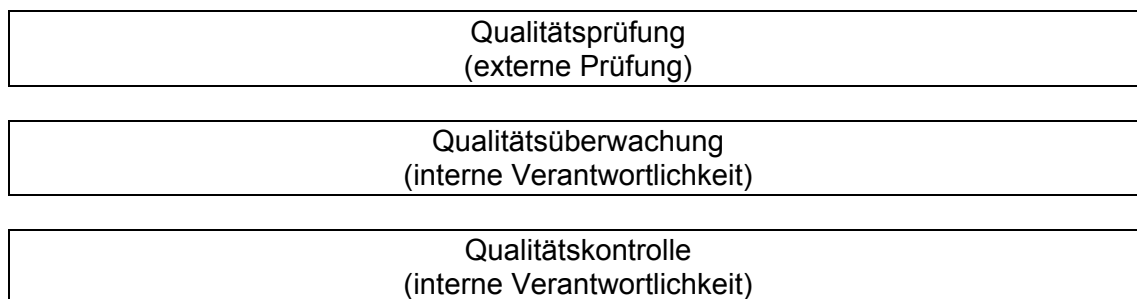 Qualitätsprüfung
(externe Prüfung)
Qualitätsüberwachung
(interne Verantwortlichkeit)
Qualitätskontrolle
(interne Verantwortlichkeit)